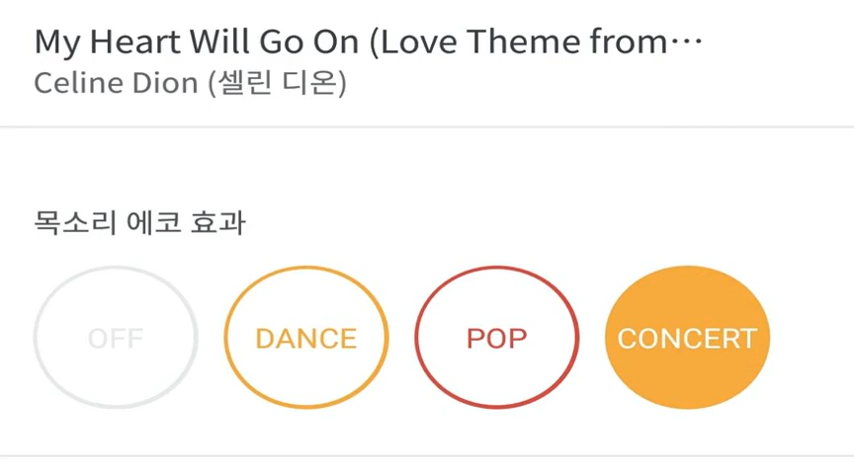 My Heart Will Go On (Love Theme from···
Celine Dion (셀린 디온)
목소리 에코 효과
OFF DANCE POP CONCERT